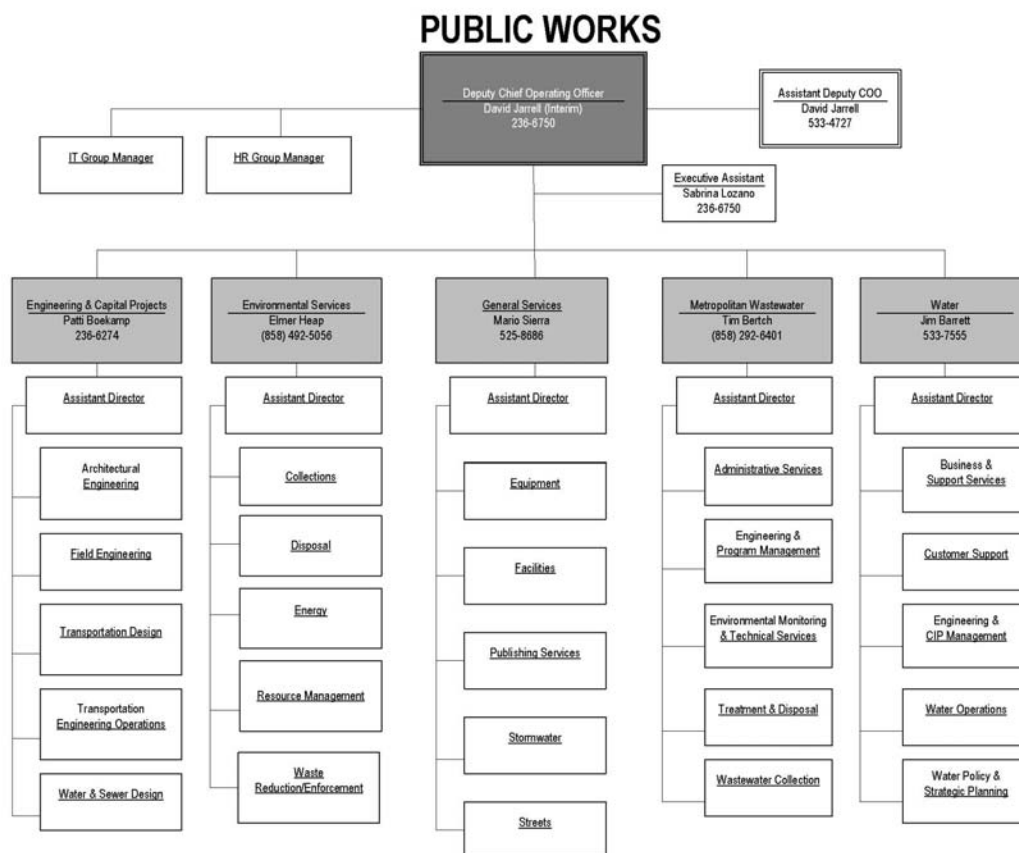 PUBLIC WORKS
Deputy Chief Operating Officer
David Jarrell (Interim)
236-6750
Assistant Deputy COO
David Jarrell
533-4727
IT Group Manager
HR Group Manager
Executive Assistant
Sabrina Lozano
236-6750
Engineering & Capital Projects
Patti Boekamp
236-6274
Environmental Services
Elmer Heap
(858) 492-5056
General Services
Mario Sierra
525-8686
Metropolitan Wastewater
Tim Bertch
(858) 292-6401
Water
Jim Barrett
533-7555
Assistant Director
Architectural
Engineering
Field Engineering
Transportation Design
Transportation
Engineering Operations
Water & Sewer Design
Assistant Director
Collections
Disposal
Energy
Resource Management
Waste
Reduction/Enforcement
Assistant Director
Equipment
Facilities
Publishing Services
Stormwater
Streets
Assistant Director
Administrative Services
Engineering &
Program Management
Environmental Monitoring
& Technical Services
Treatment & Disposal
Wastewater Collection
Assistant Director
Business &
Support Services
Customer Support
Engineering &
CIP Management
Water Operations
Water Policy &
Strategic Planning